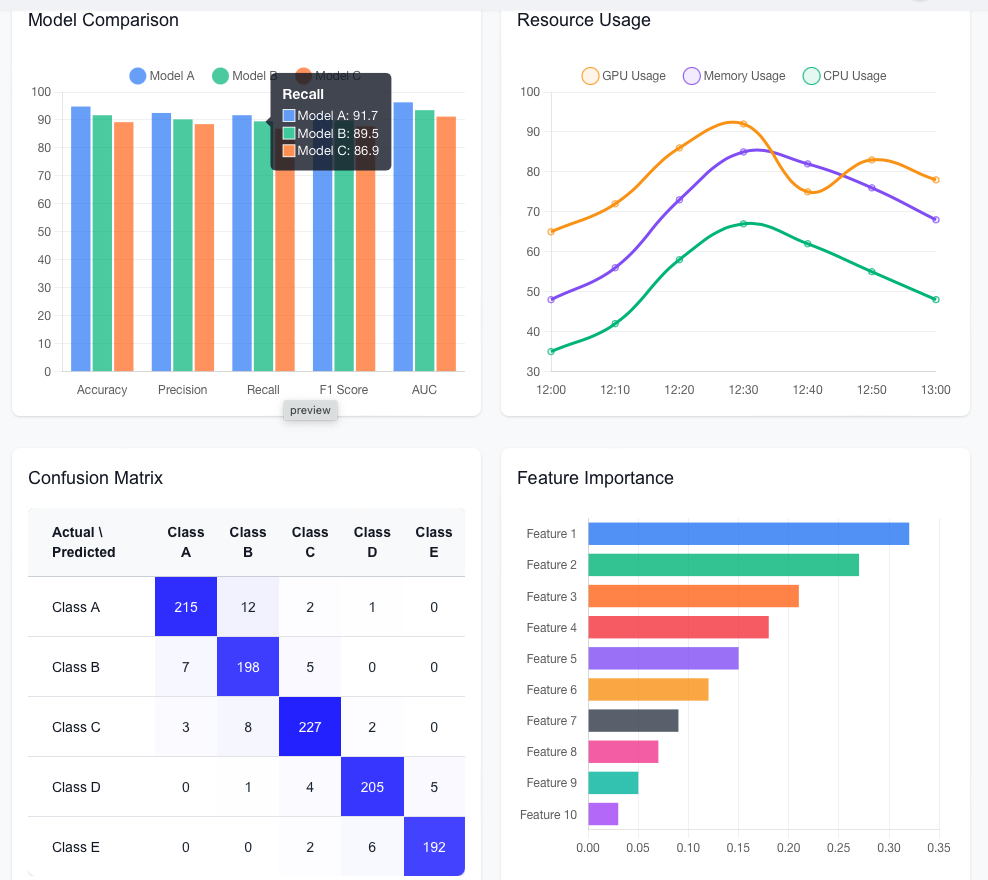 Model Comparison
Model A Model B Model C
Recall
Model A: 91.7
Model B: 89.5
Model C: 86.9
100
90
80
70
60
50
40
30
20
10
0
Accuracy Precision Recall F1 Score AUC
preview
Resource Usage
GPU Usage Memory Usage CPU Usage
100
90
80
70
60
50
40
30
12:00 12:10 12:20 12:30 12:40 12:50 13:00
Confusion Matrix
Actual \ Predicted Class A Class B Class C Class D Class E
Class A 215 12 2 1 0
Class B 7 198 5 0 0
Class C 3 8 227 2 0
Class D 0 1 4 205 5
Class E 0 0 2 6 192
Feature Importance
Feature 1
Feature 2
Feature 3
Feature 4
Feature 5
Feature 6
Feature 7
Feature 8
Feature 9
Feature 10
0.00 0.05 0.10 0.15 0.20 0.25 0.30 0.35